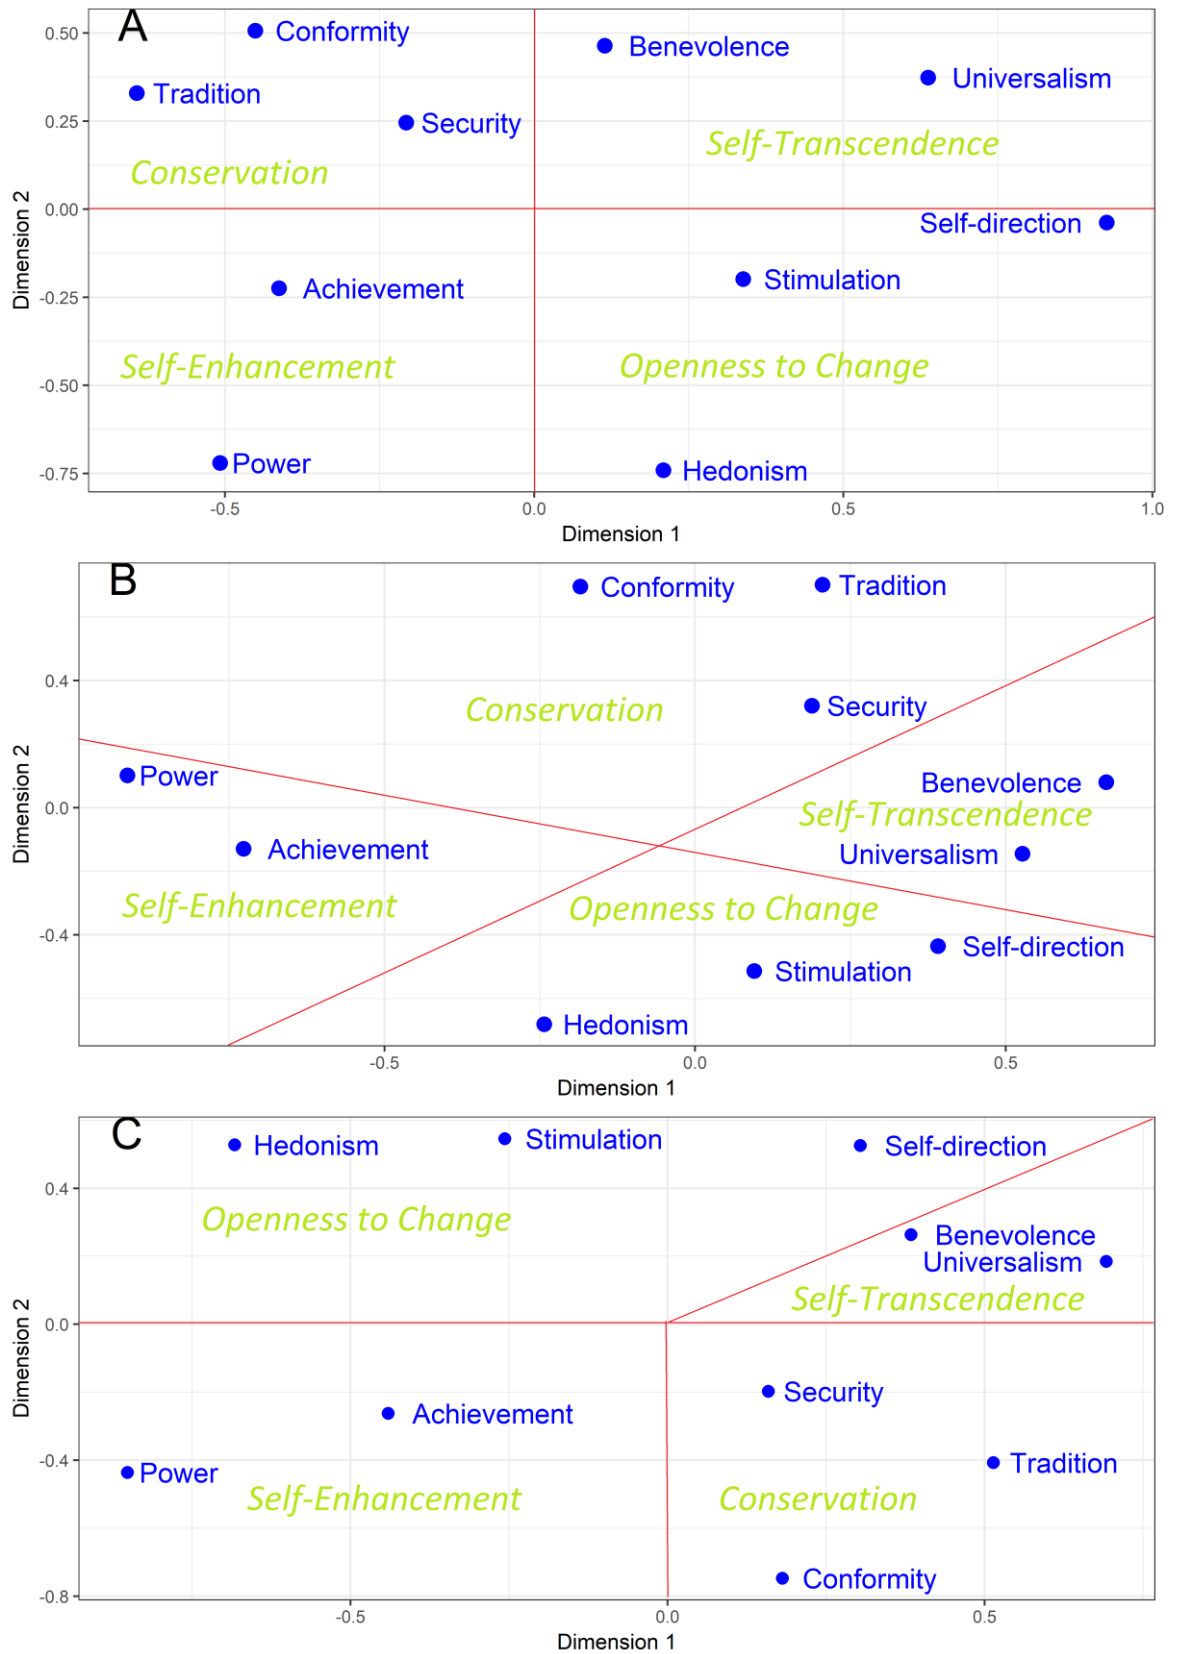 A
Conformity
Benevolence
Universalism
Tradition
Security
Self-Transcendence
Conservation
Self-direction
Stimulation
Achievement
Self-Enhancement
Openness to Change
Power
Hedonism
0.50
0.25
0.00
-0.25
-0.50
-0.75
Dimension 2
-0.5
0.0
0.5
1.0
Dimension 1
B
Conformity
Tradition
Conservation
Security
Power
Benevolence
Self-Transcendence
Achievement
Universalism
Self-Enhancement
Openness to Change
Self-direction
Stimulation
Hedonism
0.4
0.0
-0.4
Dimension 2
-0.5
0.0
0.5
Dimension 1
C
Hedonism
Stimulation
Self-direction
Openness to Change
Benevolence
Universalism
Self-Transcendence
Security
Achievement
Tradition
Power
Self-Enhancement
Conservation
Conformity
0.4
0.0
-0.4
-0.8
Dimension 2
-0.5
0.0
0.5
Dimension 1